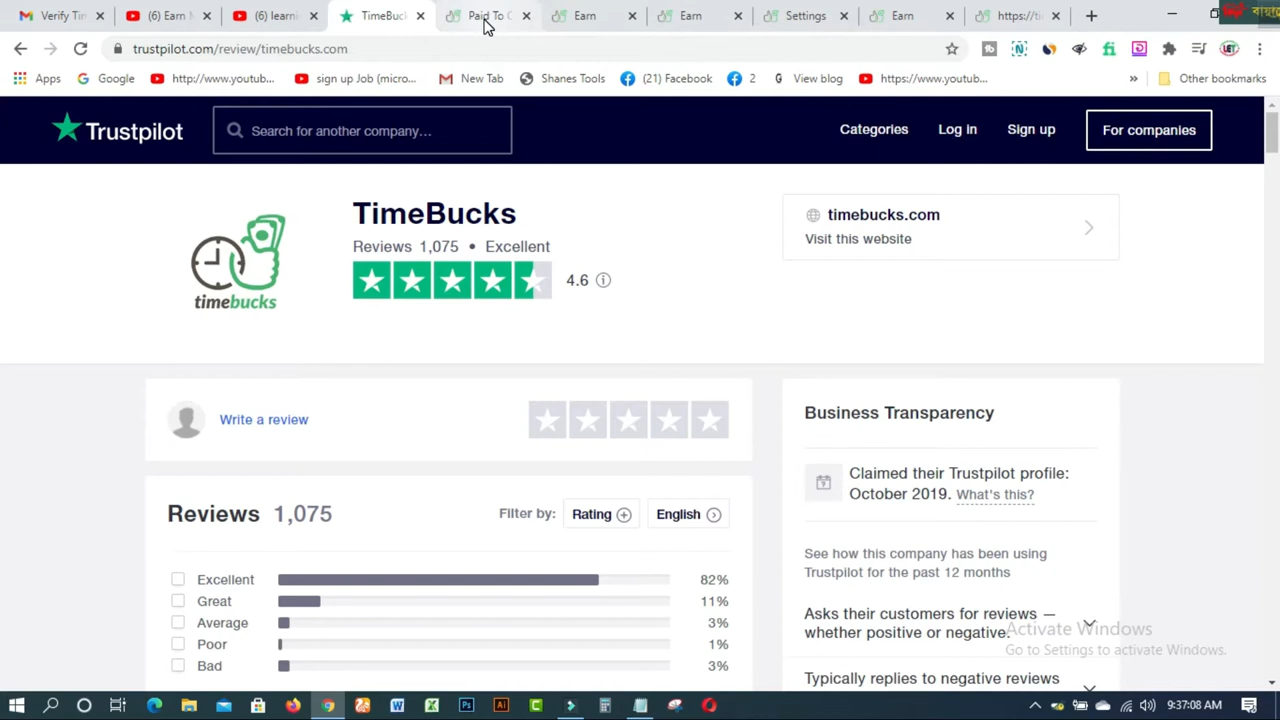 Verify Tim
(6) Earn M
(6) learni
TimeBuck
Paid To C
Earn
Earn
Settings
Earn
https://ti
trustpilot.com/review/timebucks.com
Apps
Google
http://www.youtub...
sign up Job (micro...
New Tab
Shanes Tools
(21) Facebook
2
View blog
https://www.youtub...
»
Other bookmarks
Trustpilot
Search for another company...
Categories
Log in
Sign up
For companies
TimeBucks
Reviews 1,075 • Excellent
4.6
timebucks
timebucks.com
Visit this website
Write a review
Reviews 1,075
Filter by:
Rating
English
Excellent 82%
Great 11%
Average 3%
Poor 1%
Bad 3%
Business Transparency
Claimed their Trustpilot profile:
October 2019. What's this?
See how this company has been using
Trustpilot for the past 12 months
Asks their customers for reviews —
whether positive or negative.
Typically replies to negative reviews
Activate Windows
Go to Settings to activate Windows.
9:37:08 AM